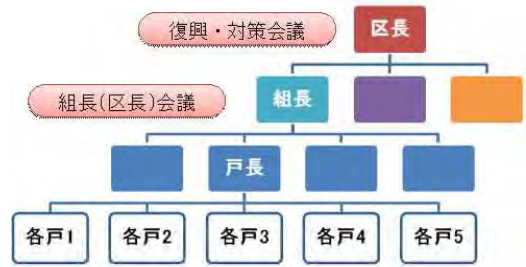 復興・対策会議
区長
組長(区長)会議
組長
戸長
各戸1
各戸2
各戸3
各戸4
各戸5